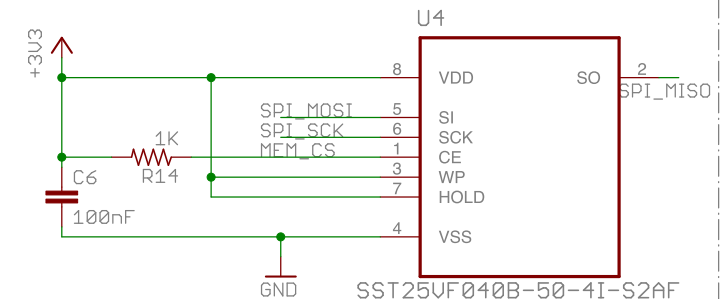 U4
+3V3
8 VDD SO 2
SPI_MISO
SPI_MOSI 5 SI
SPI_SCK 6 SCK
1K MEM_CS 1 CE
R14 3 WP
C6 7 HOLD
100nF
4 VSS
GND
SST25VF040B-50-4I-S2AF